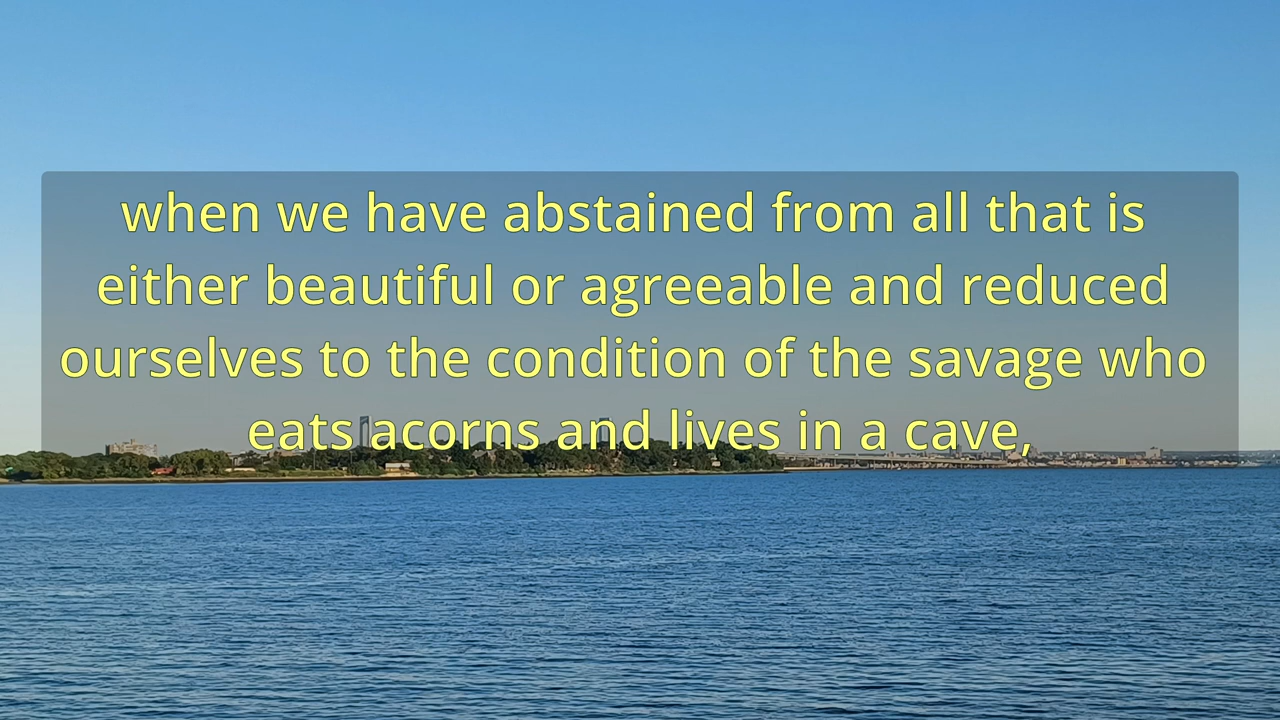 when we have abstained from all that is
either beautiful or agreeable and reduced
ourselves to the condition of the savage who
eats acorns and lives in a cave,